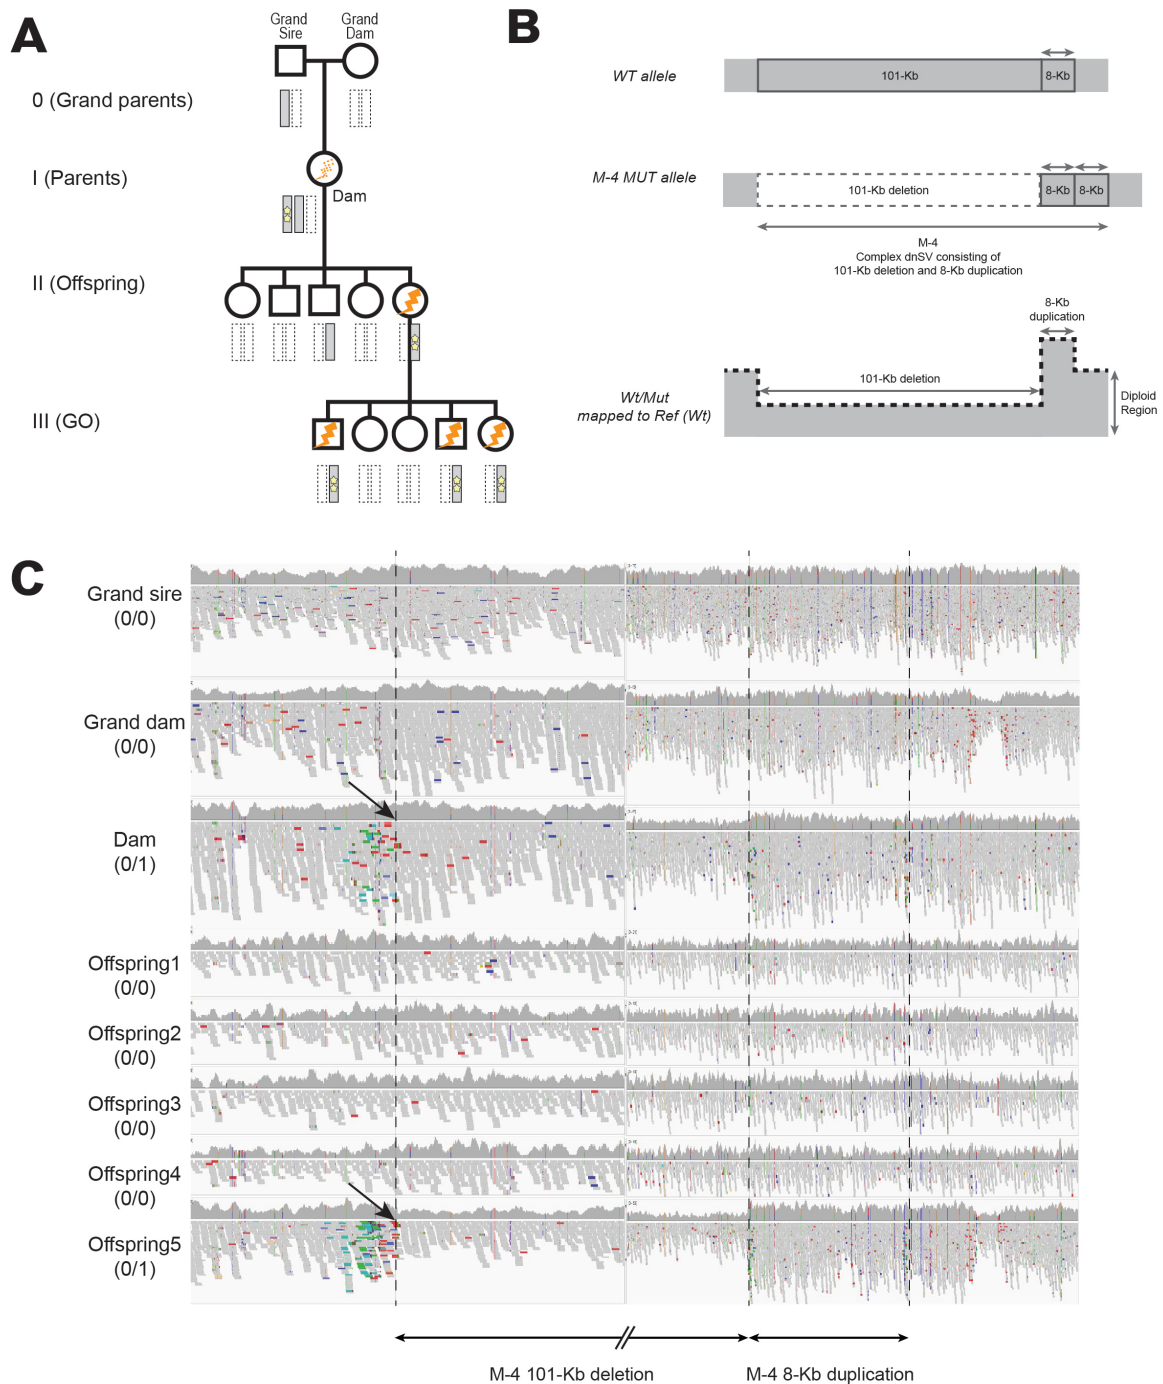 A
Grand
Sire
Grand
Dam
0 (Grand parents)
I (Parents)
Dam
II (Offspring)
III (GO)
B
WT allele
101-Kb
8-Kb
M-4 MUT allele
101-Kb deletion
8-Kb
8-Kb
M-4
Complex dnSV consisting of
101-Kb deletion and 8-Kb duplication
8-Kb
duplication
101-Kb deletion
Wt/Mut
mapped to Ref (Wt)
Diploid
Region
C
Grand sire
(0/0)
Grand dam
(0/0)
Dam
(0/1)
Offspring1
(0/0)
Offspring2
(0/0)
Offspring3
(0/0)
Offspring4
(0/0)
Offspring5
(0/1)
M-4 101-Kb deletion
M-4 8-Kb duplication